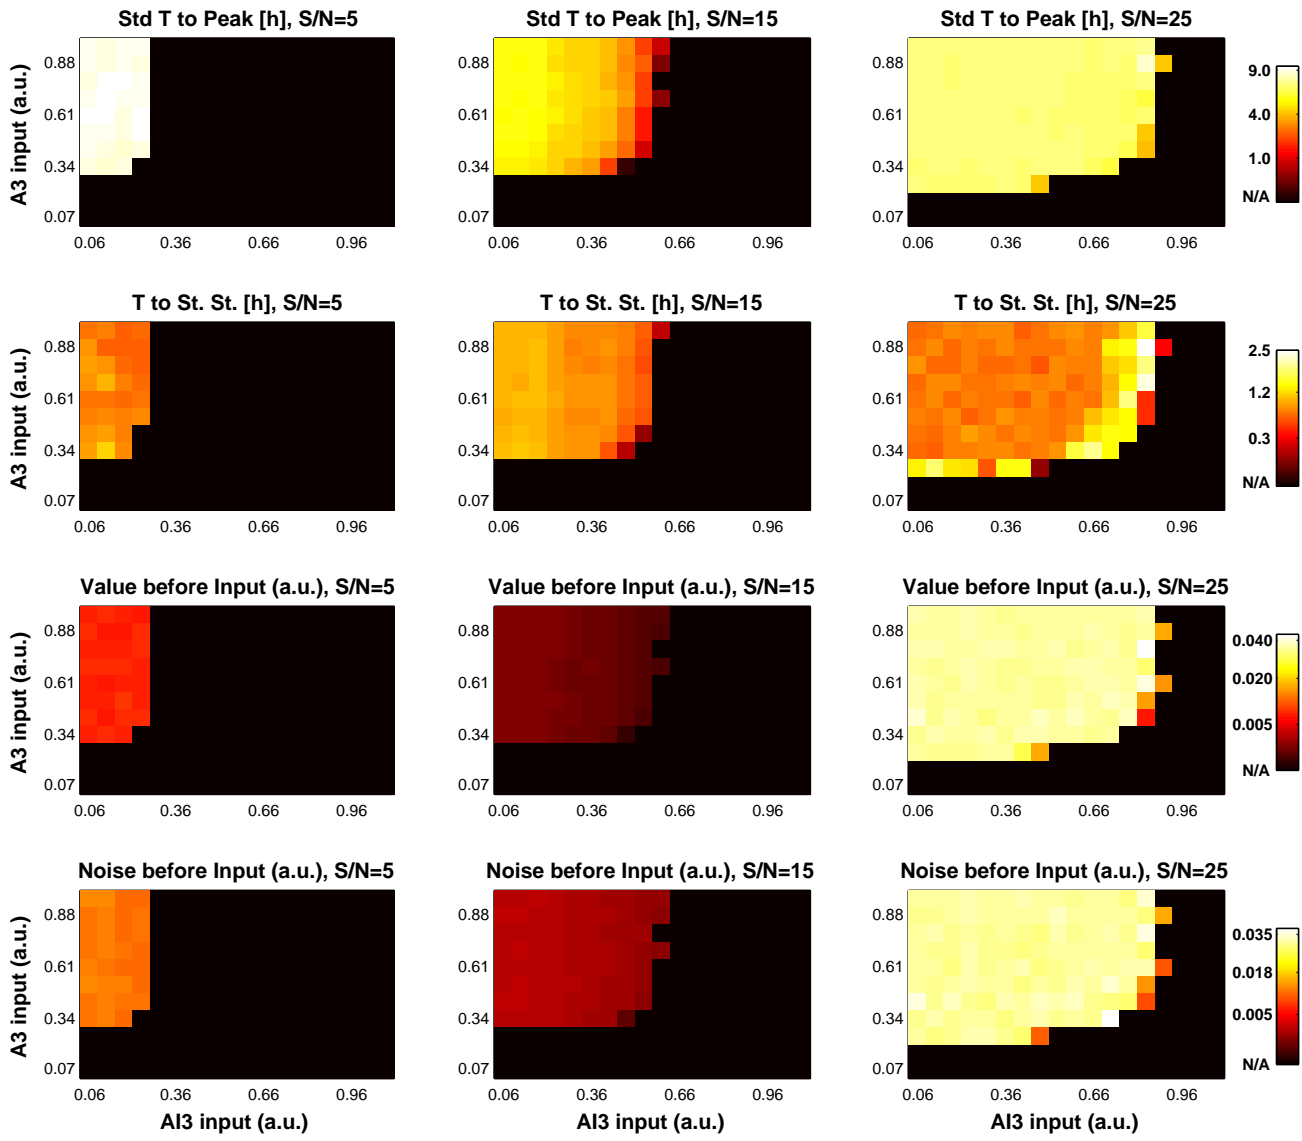 Std T to Peak [h], S/N=5
Std T to Peak [h], S/N=15
Std T to Peak [h], S/N=25
A3 input (a.u.)
0.88
0.61
0.34
0.07
0.88
0.61
0.34
0.07
0.88
0.61
0.34
0.07
9.0
4.0
1.0
N/A
0.06 0.36 0.66 0.96
0.06 0.36 0.66 0.96
0.06 0.36 0.66 0.96
T to St. St. [h], S/N=5
T to St. St. [h], S/N=15
T to St. St. [h], S/N=25
A3 input (a.u.)
0.88
0.61
0.34
0.07
0.88
0.61
0.34
0.07
0.88
0.61
0.34
0.07
2.5
1.2
0.3
N/A
0.06 0.36 0.66 0.96
0.06 0.36 0.66 0.96
0.06 0.36 0.66 0.96
Value before Input (a.u.), S/N=5
Value before Input (a.u.), S/N=15
Value before Input (a.u.), S/N=25
A3 input (a.u.)
0.88
0.61
0.34
0.07
0.88
0.61
0.34
0.07
0.88
0.61
0.34
0.07
0.040
0.020
0.005
N/A
0.06 0.36 0.66 0.96
0.06 0.36 0.66 0.96
0.06 0.36 0.66 0.96
Noise before Input (a.u.), S/N=5
Noise before Input (a.u.), S/N=15
Noise before Input (a.u.), S/N=25
A3 input (a.u.)
0.88
0.61
0.34
0.07
0.88
0.61
0.34
0.07
0.88
0.61
0.34
0.07
0.035
0.018
0.005
N/A
0.06 0.36 0.66 0.96
0.06 0.36 0.66 0.96
0.06 0.36 0.66 0.96
AI3 input (a.u.)
AI3 input (a.u.)
AI3 input (a.u.)